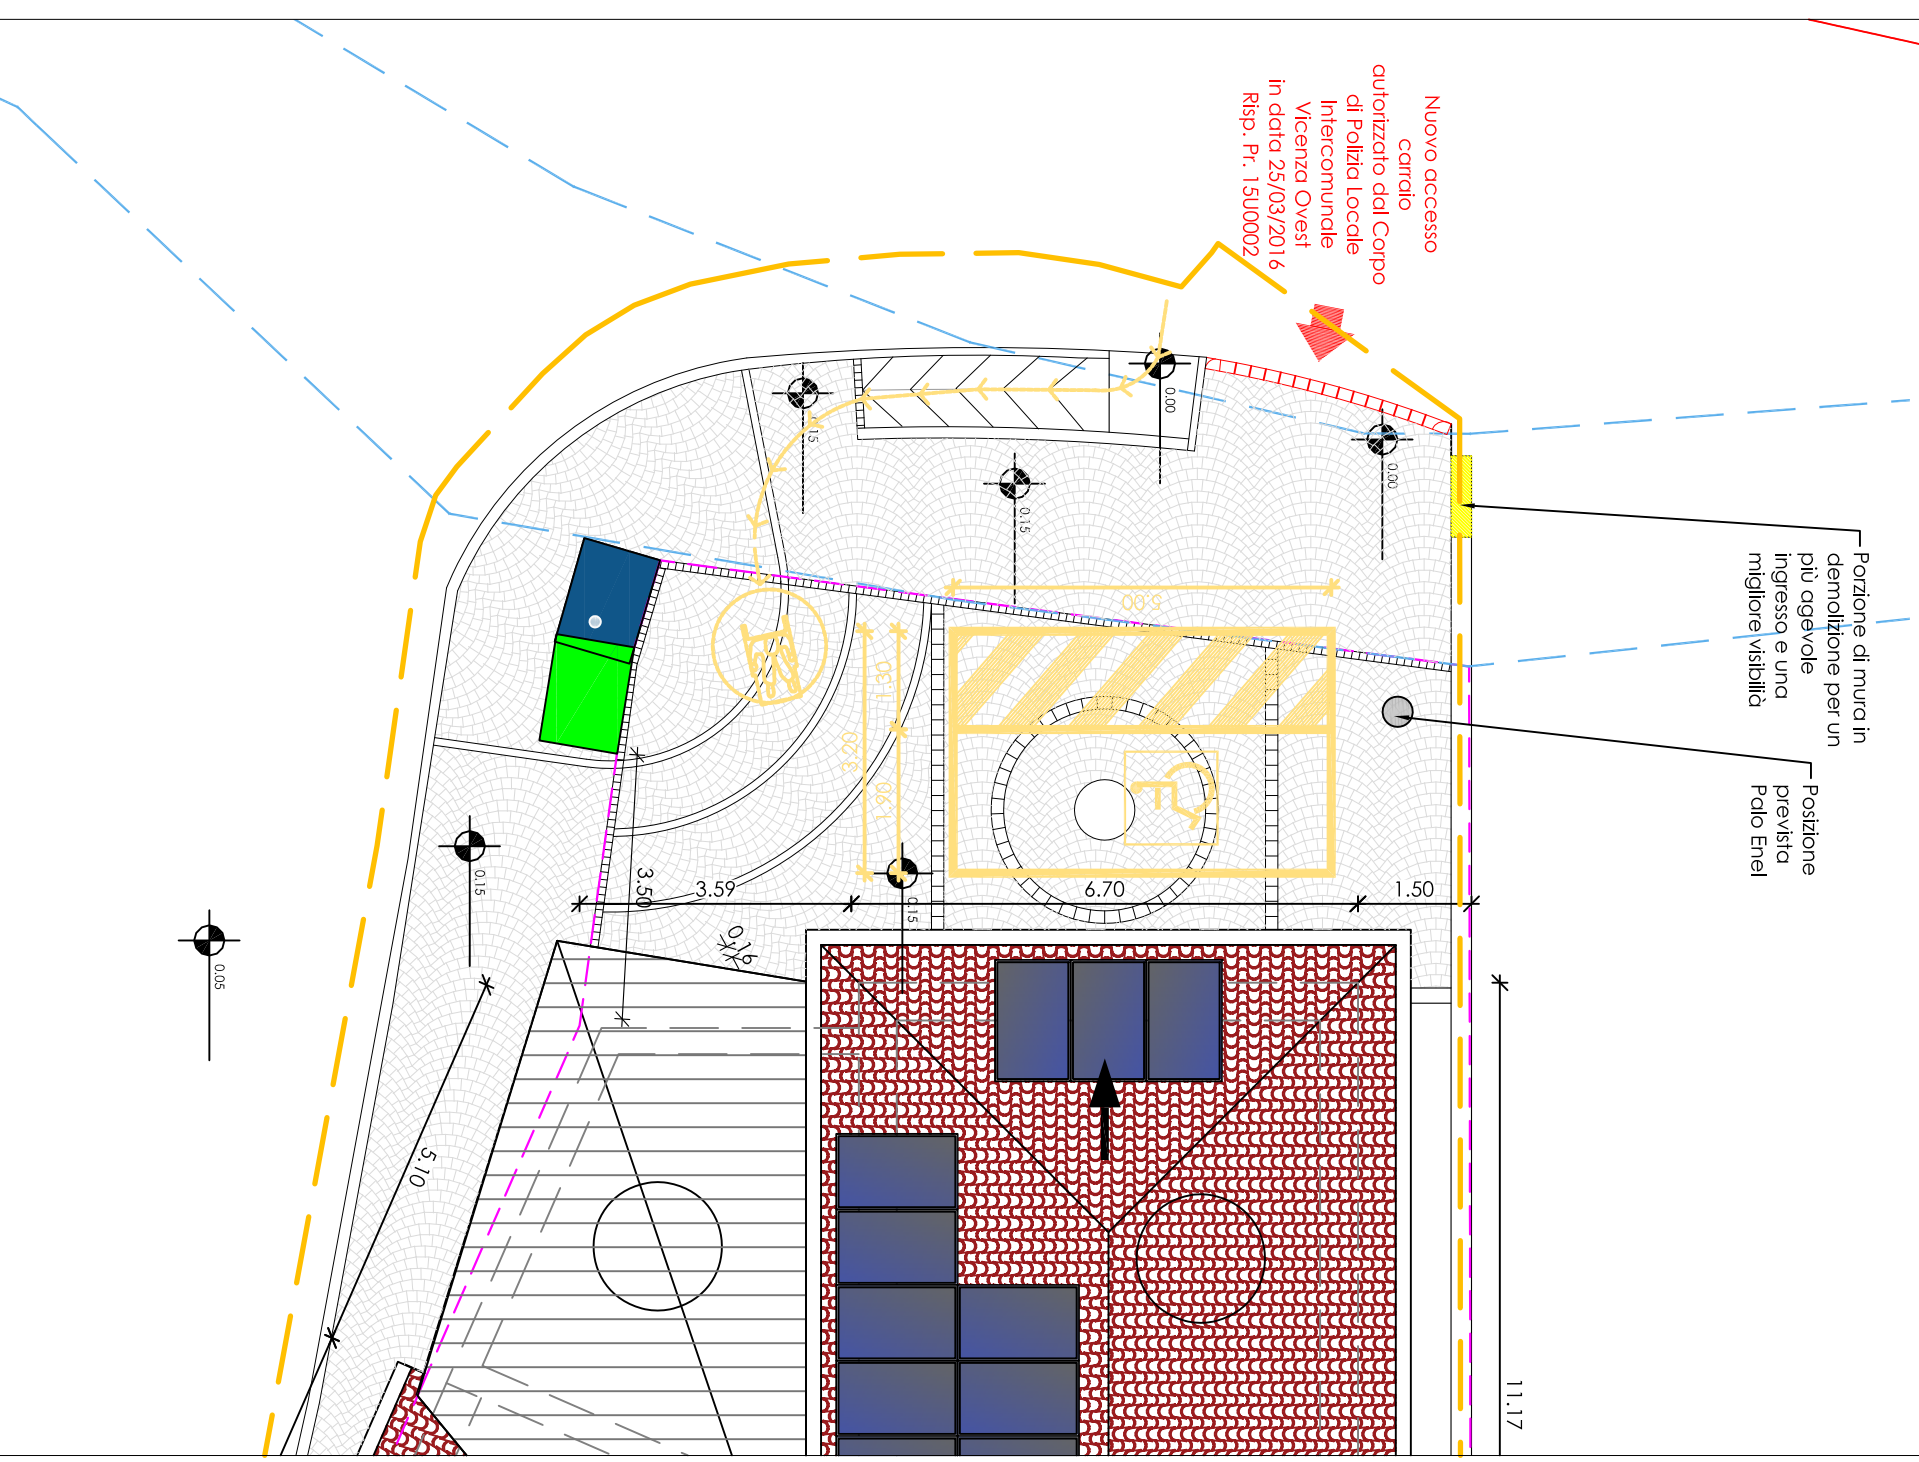 Nuovo accesso
carraio
autorizzato dal Corpo
di Polizia Locale
Intercomunale
Vicenza Ovest
in data 25/03/2016
Risp. Pr. 15U0002
Porzione di mura in
demolizione per un
più agevole
ingresso e una
migliore visibilià
Posizione
prevista
Palo Enel
0.00
0.00
0.15
0.15
0.15
0.15
0.05
5.00
1.30
3.20
1.90
3.50
3.59
6.70
1.50
0.16
5.10
11.17